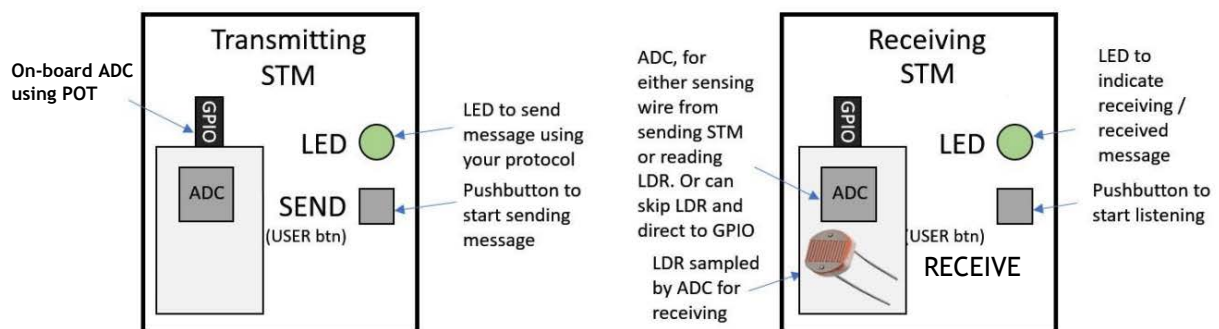 Transmitting
STM
On-board ADC
using POT
GPIO
ADC
LED
LED to send
message using
your protocol
SEND
(USER btn)
Pushbutton to
start sending
message
Receiving
STM
ADC, for
either sensing
wire from
sending STM
or reading
LDR. Or can
skip LDR and
direct to GPIO
LDR sampled
by ADC for
receiving
GPIO
ADC
LED
LED to
indicate
receiving /
received
message
(USER btn)
RECEIVE
Pushbutton to
start listening